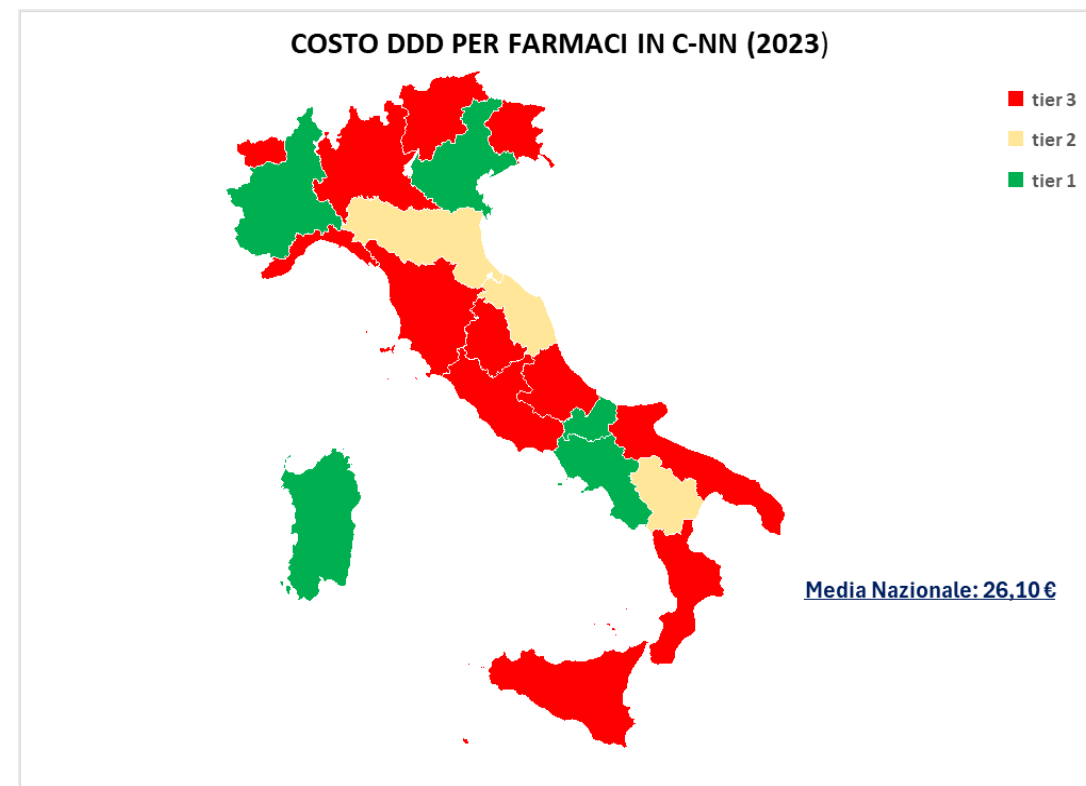 COSTO DDD PER FARMACI IN C-NN (2023)
tier 3
tier 2
tier 1
Media Nazionale: 26,10 €